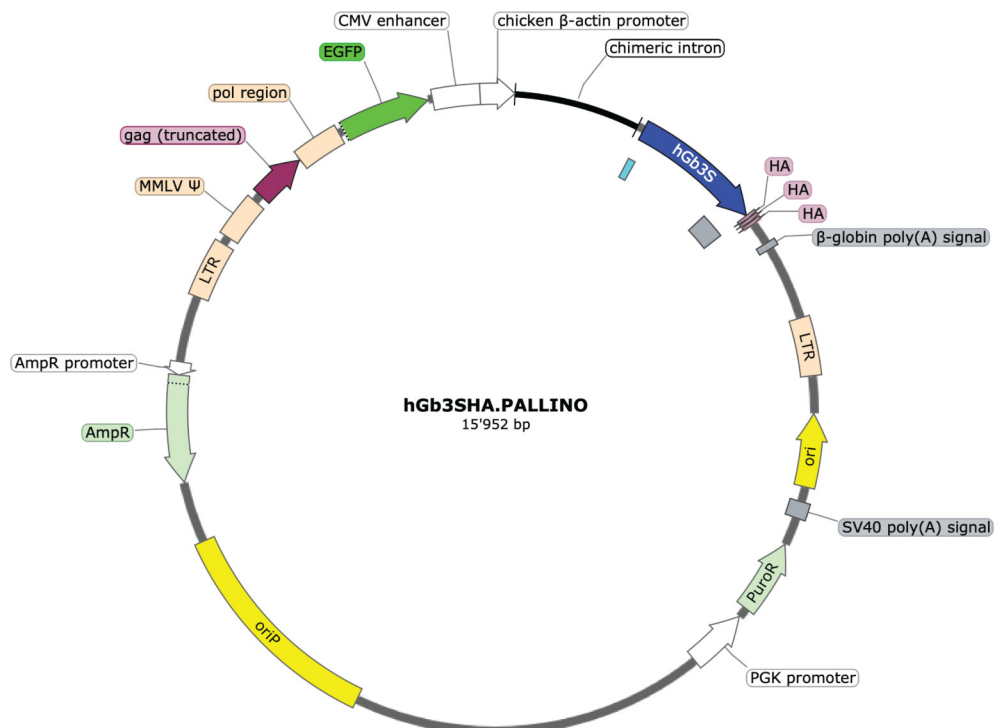 CMV enhancer
chicken β-actin promoter
chimeric intron
EGFP
pol region
gag (truncated)
MMLV Ψ
LTR
hGb3S
HA
HA
HA
β-globin poly(A) signal
LTR
AmpR promoter
AmpR
hGb3SHA.PALLINO
15'952 bp
ori
SV40 poly(A) signal
PuroR
PGK promoter
oriP